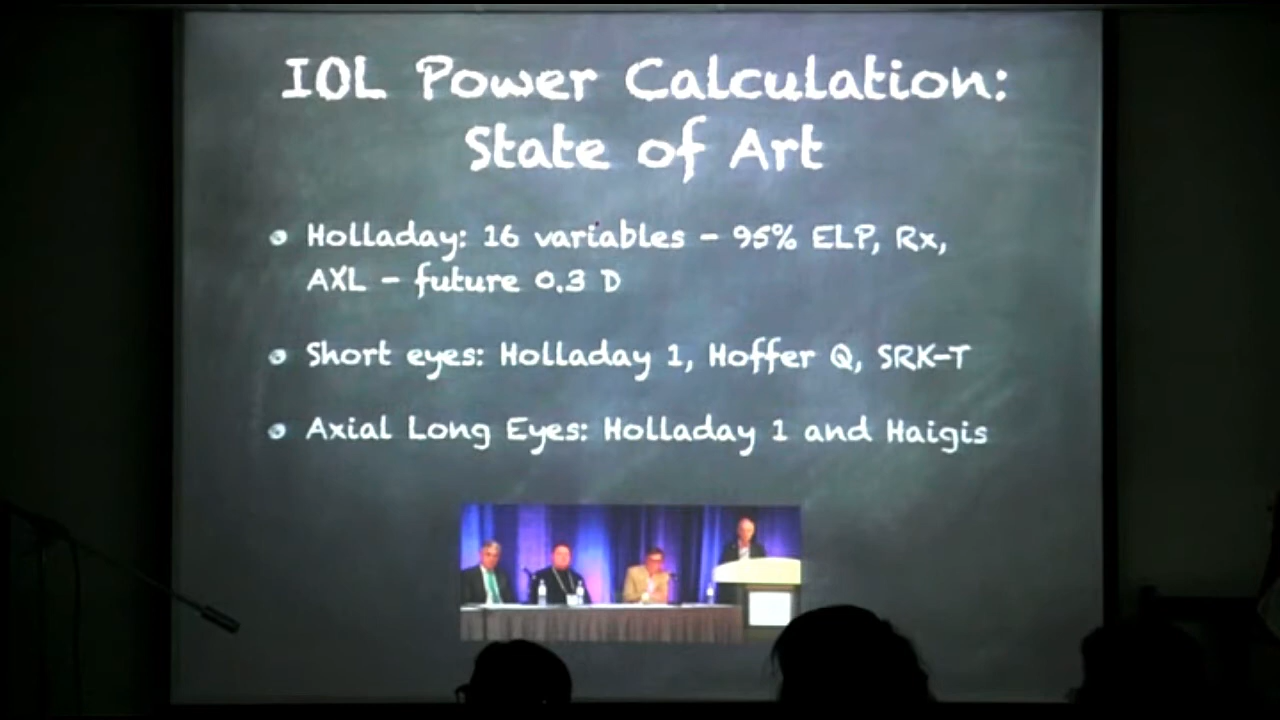 IOL Power Calculation:
State of Art
Holladay: 16 variables - 95% ELP, Rx,
AXL - future 0.3 D
Short eyes: Holladay 1, Hoffer Q, SRK-T
Axial Long Eyes: Holladay 1 and Haigis